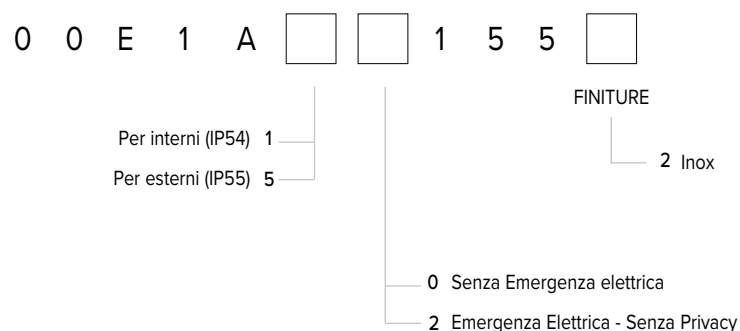 0 0 E 1 A 1 5 5
FINITURE
Per interni (IP54) 1
2 Inox
Per esterni (IP55) 5
0 Senza Emergenza elettrica
2 Emergenza Elettrica - Senza Privacy